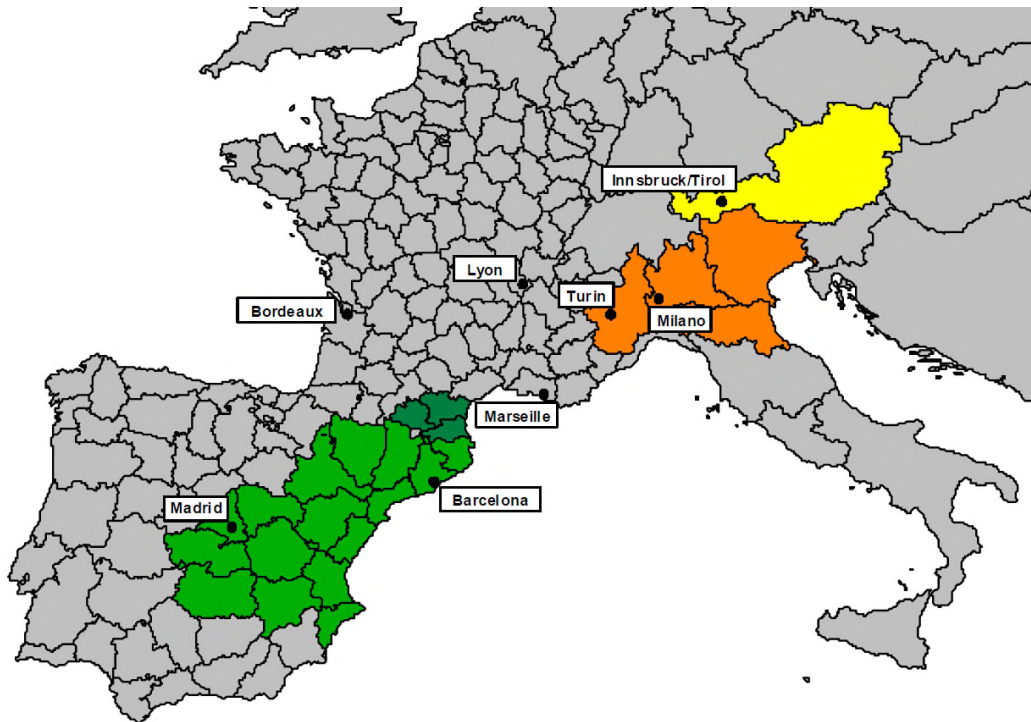 Innsbruck/Tirol
Lyon
Turin
Bordeaux
Milano
Marseille
Madrid
Barcelona